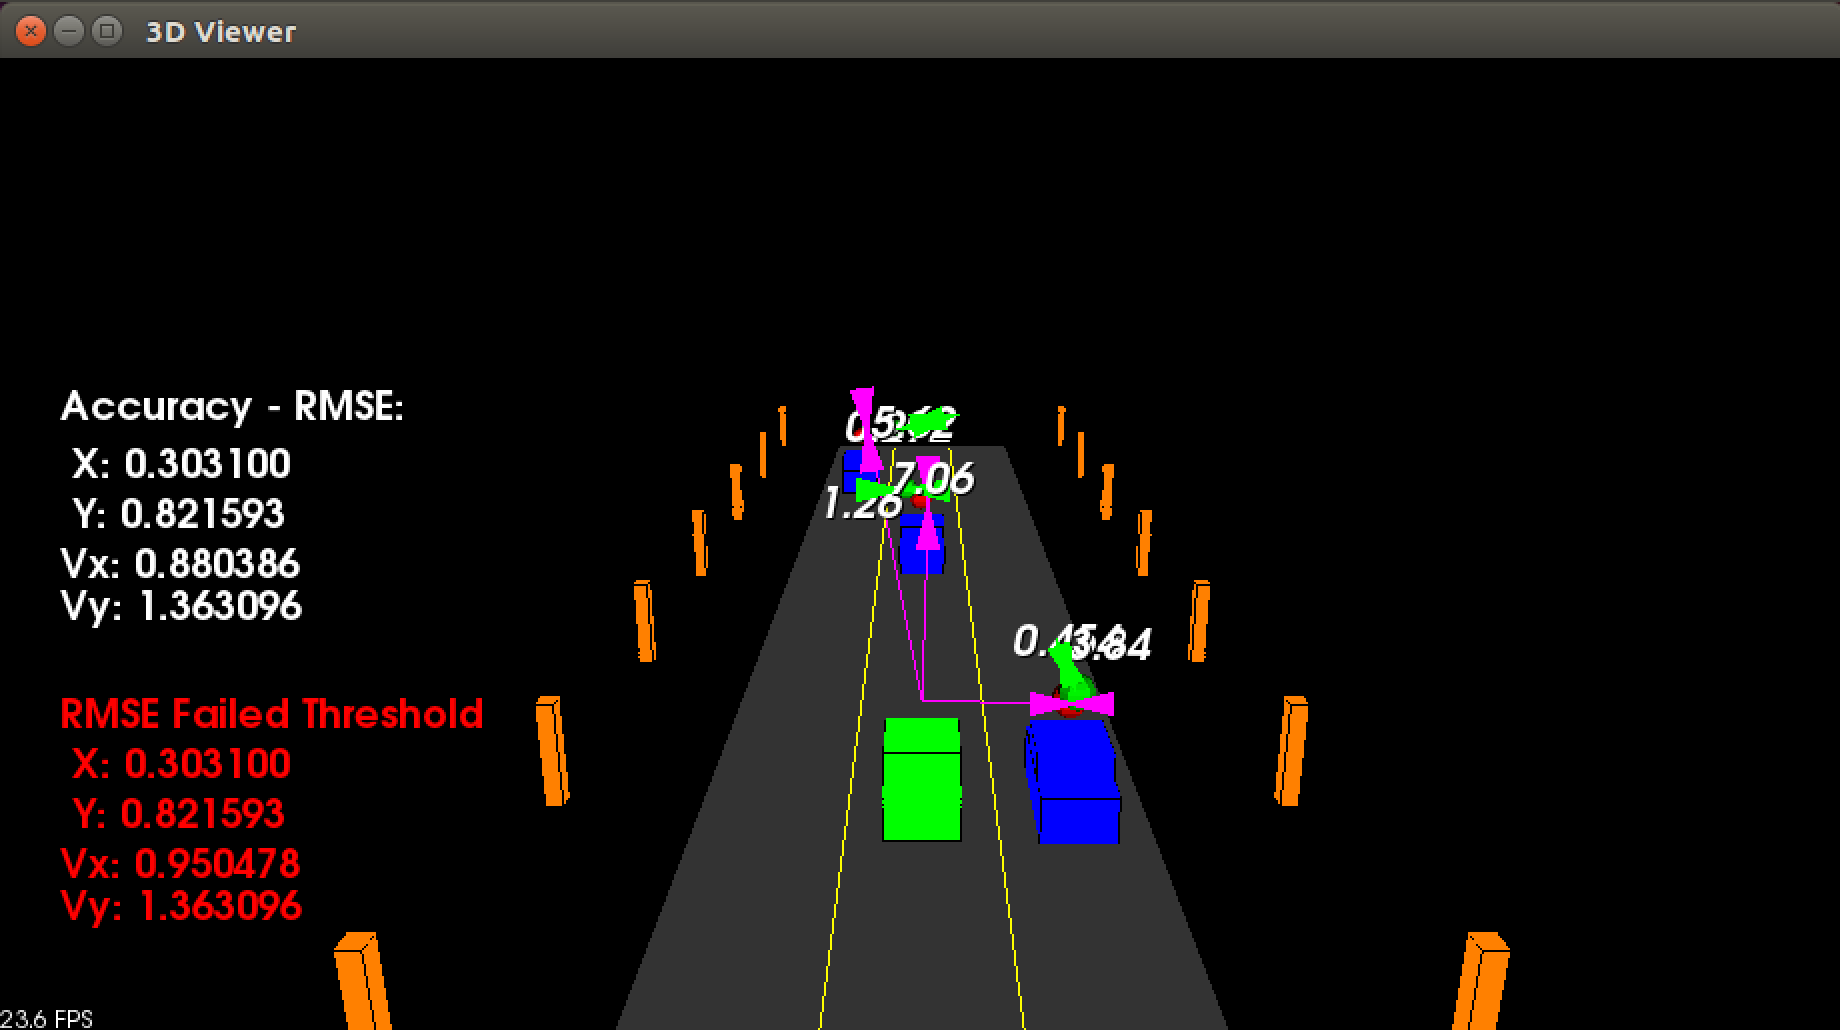 3D Viewer
Accuracy - RMSE:
X: 0.303100
Y: 0.821593
Vx: 0.880386
Vy: 1.363096
7.06
1.26
RMSE Failed Threshold
X: 0.303100
Y: 0.821593
Vx: 0.950478
Vy: 1.363096
23.6 FPS